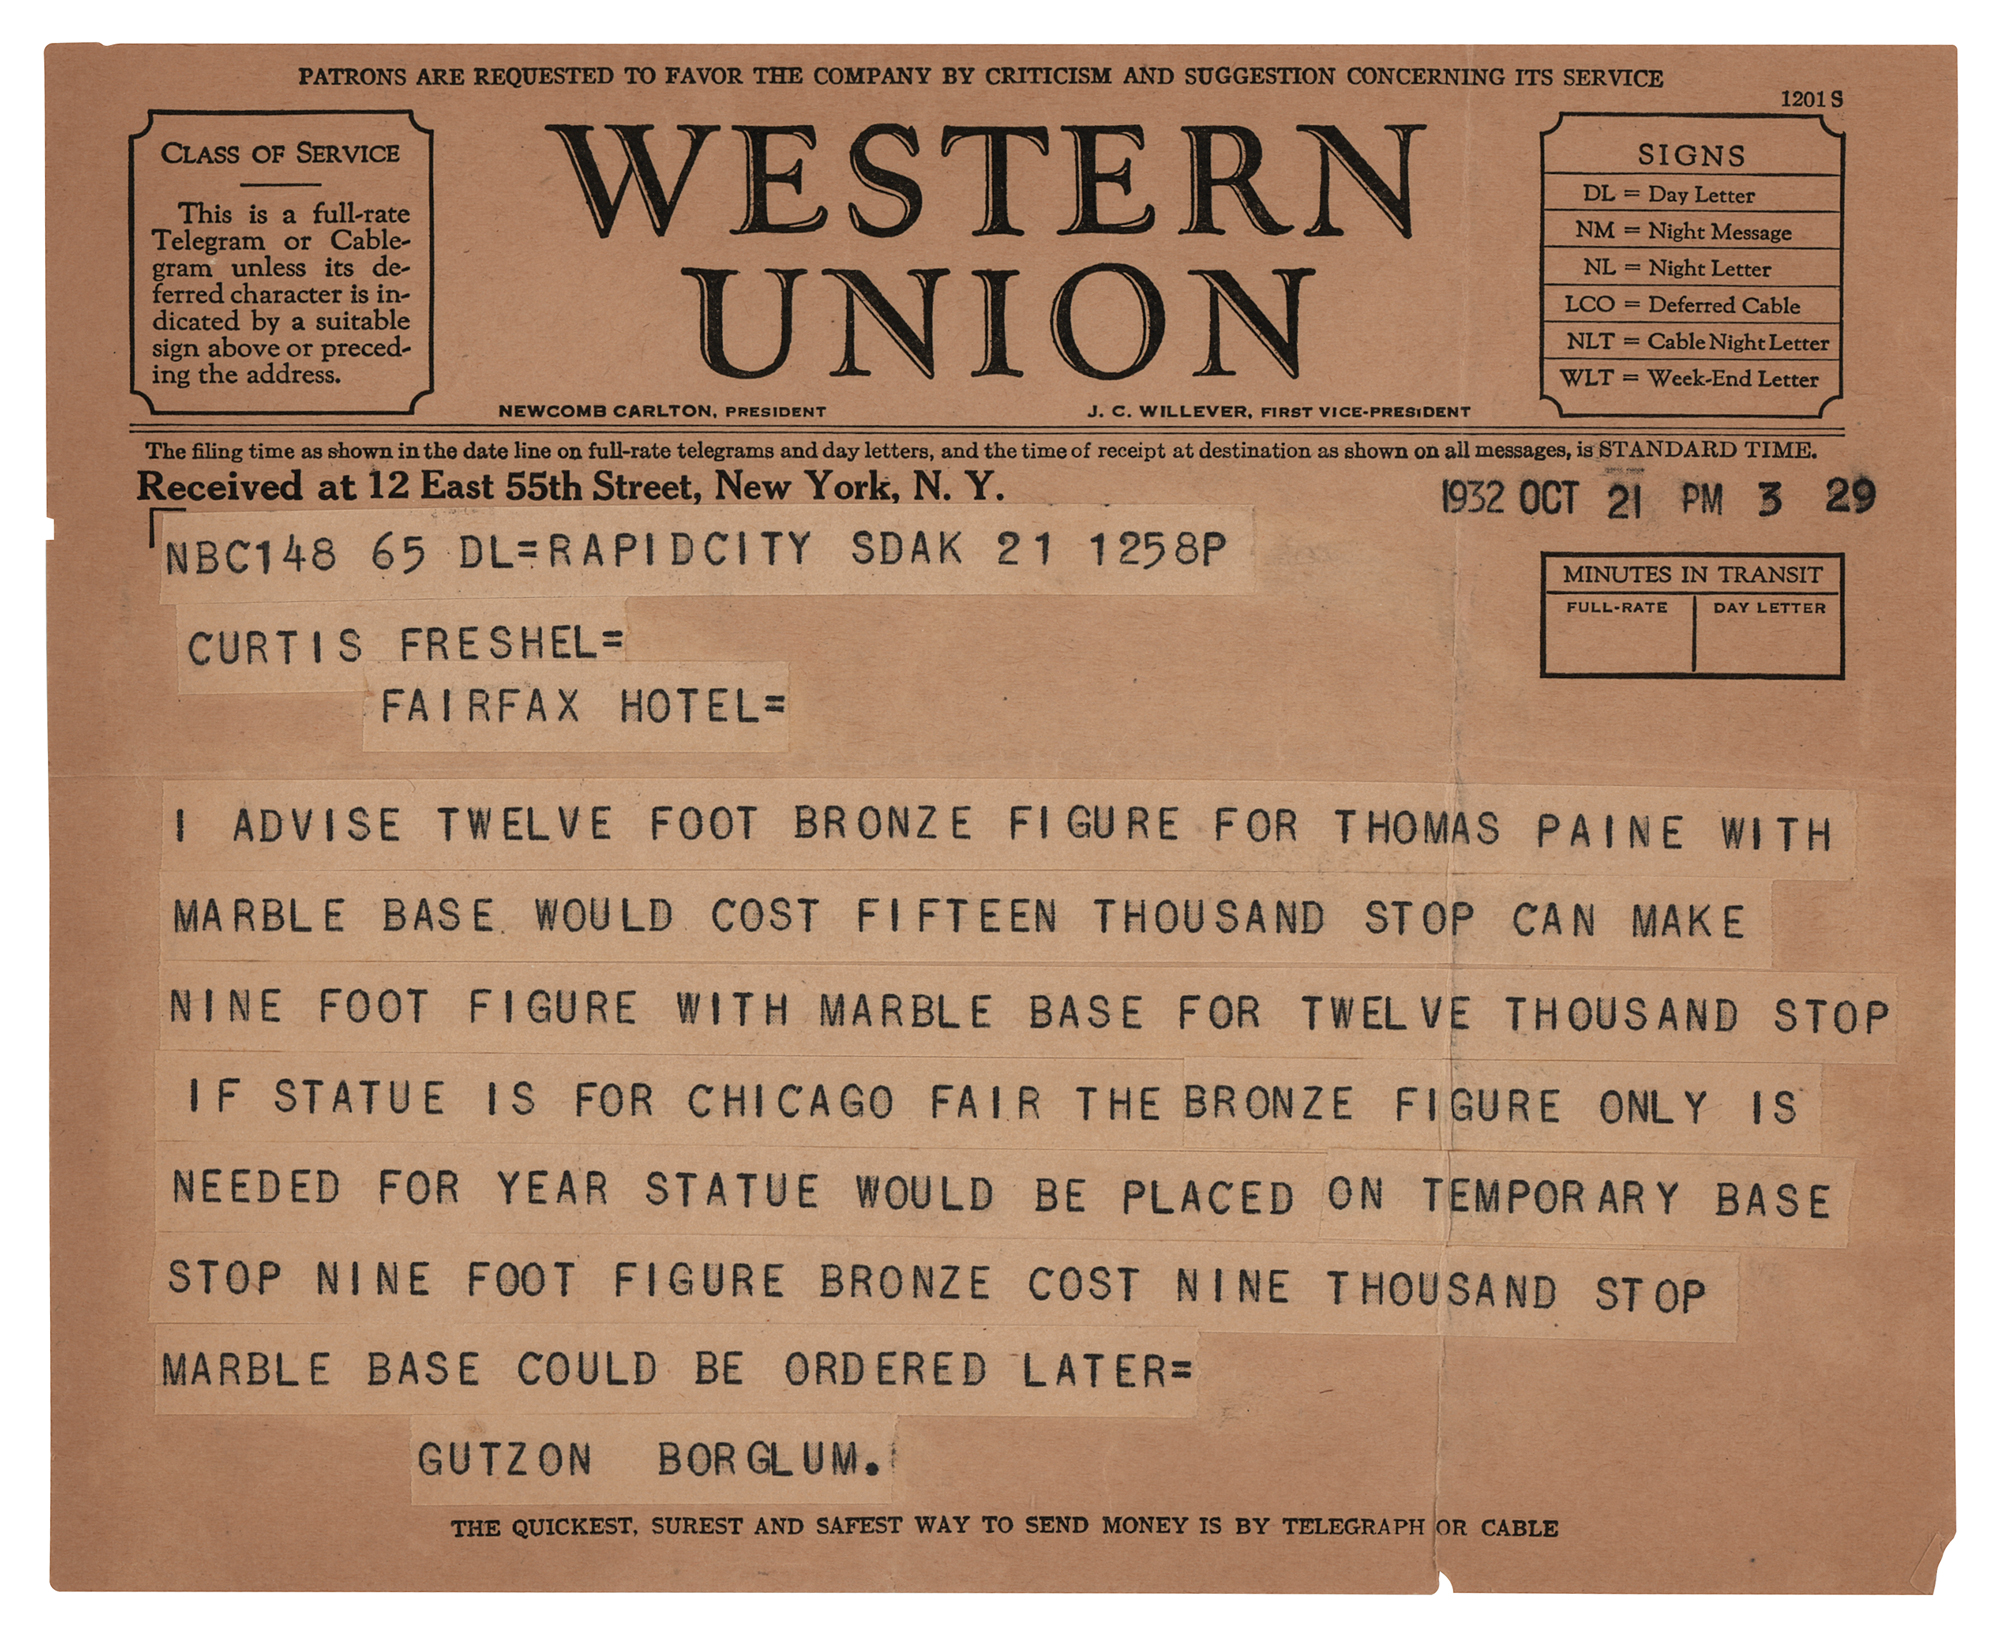 PATRONS ARE REQUESTED TO FAVOR THE COMPANY BY CRITICISM AND SUGGESTION CONCERNING ITS SERVICE
1201 S
CLASS OF SERVICE
This is a full-rate
Telegram or Cable-
gram unless its de-
ferred character is in-
dicated by a suitable
sign above or preced-
ing the address.
WESTERN
UNION
NEWCOMB CARLTON, PRESIDENT
J. C. WILLEVER, FIRST VICE-PRESIDENT
SIGNS
DL = Day Letter
NM = Night Message
NL = Night Letter
LCO = Deferred Cable
NLT = Cable Night Letter
WLT = Week-End Letter
The filing time as shown in the date line on full-rate telegrams and day letters, and the time of receipt at destination as shown on all messages, is STANDARD TIME.
Received at 12 East 55th Street, New York, N. Y.
1932 OCT 21 PM 3 29
NBC148 65 DL=RAPIDCITY SDAK 21 1258P
MINUTES IN TRANSIT
FULL-RATE DAY LETTER
CURTIS FRESHEL=
FAIRFAX HOTEL=
I ADVISE TWELVE FOOT BRONZE FIGURE FOR THOMAS PAINE WITH
MARBLE BASE WOULD COST FIFTEEN THOUSAND STOP CAN MAKE
NINE FOOT FIGURE WITH MARBLE BASE FOR TWELVE THOUSAND STOP
IF STATUE IS FOR CHICAGO FAIR THE BRONZE FIGURE ONLY IS
NEEDED FOR YEAR STATUE WOULD BE PLACED ON TEMPORARY BASE
STOP NINE FOOT FIGURE BRONZE COST NINE THOUSAND STOP
MARBLE BASE COULD BE ORDERED LATER=
GUTZON BORGLUM.
THE QUICKEST, SUREST AND SAFEST WAY TO SEND MONEY IS BY TELEGRAPH OR CABLE